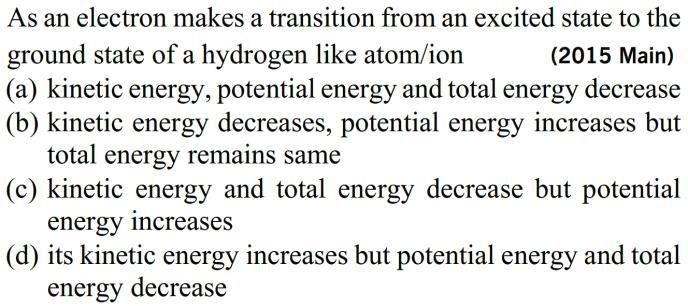 As an electron makes a transition from an excited state to the
ground state of a hydrogen like atom/ion (2015 Main)
(a) kinetic energy, potential energy and total energy decrease
(b) kinetic energy decreases, potential energy increases but
total energy remains same
(c) kinetic energy and total energy decrease but potential
energy increases
(d) its kinetic energy increases but potential energy and total
energy decrease